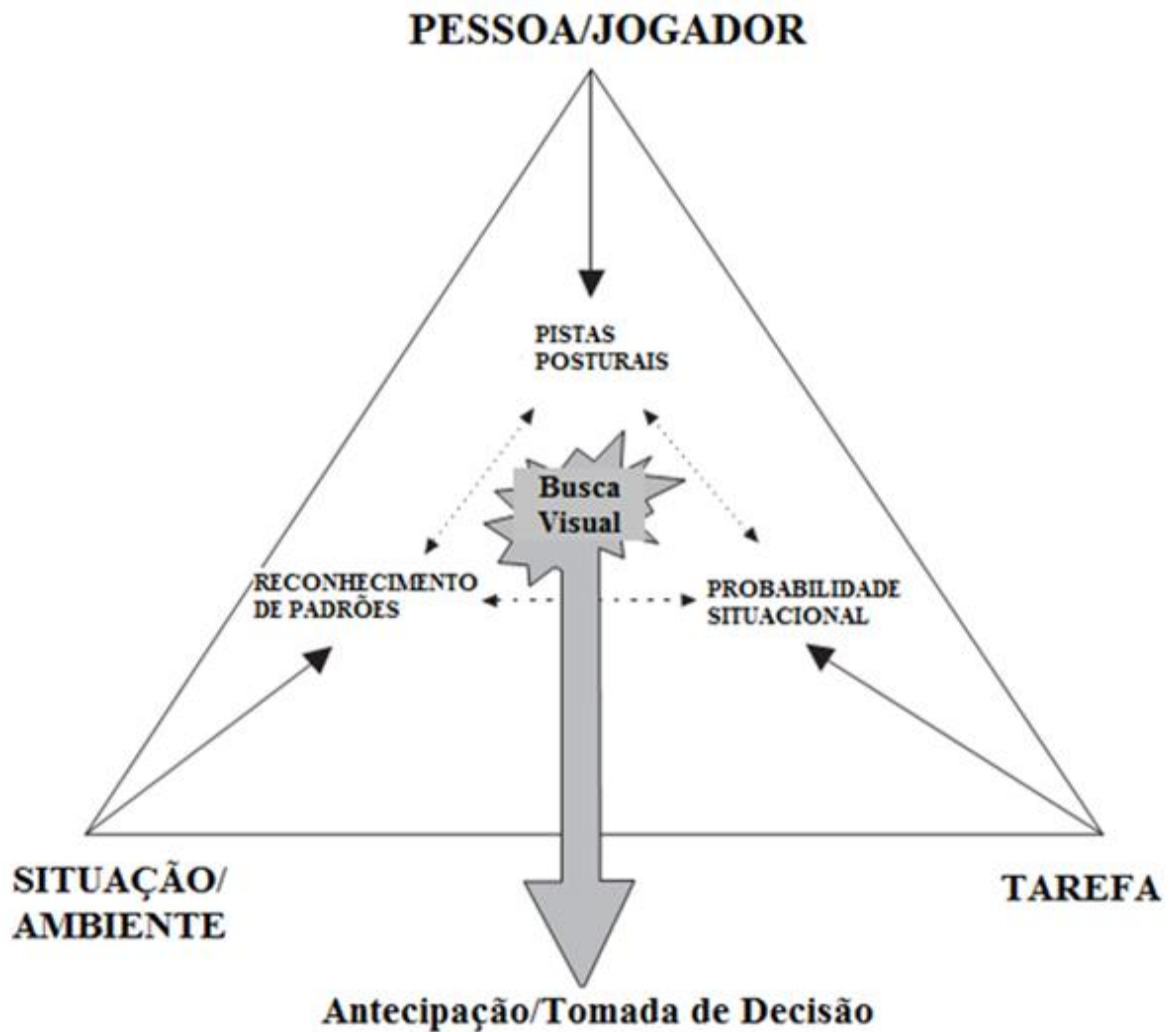 PESSOA/JOGADOR
PISTAS
POSTURAIS
Busca
Visual
RECONHECIMENTO
DE PADRÕES
PROBABILIDADE
SITUACIONAL
SITUAÇÃO/
AMBIENTE
TAREFA
Antecipação/Tomada de Decisão